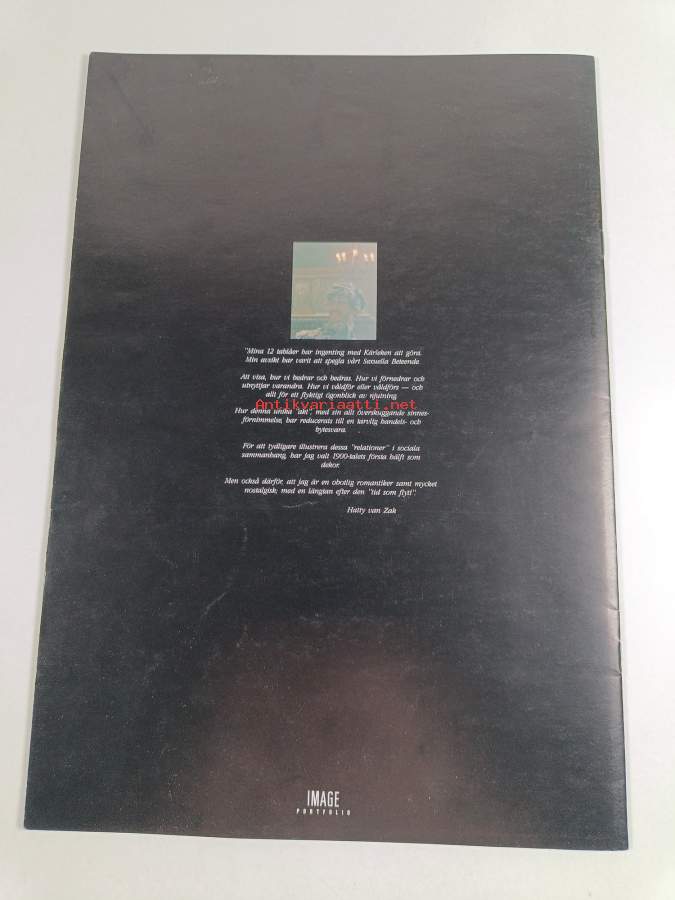 "Mina 12 tablåer har ingenting med Kärleken att göra.
Min avsikt har varit att spegla vårt Sexuella Beteende
Att visa, hur vi bedrar och bedras. Hur vi förnedrar och
utnyttjar varandra. Hur vi våldför eller våldförs — och
allt för ett flyktigt ögonblick av njutning.
Antikvariaatti.net
Hur denna unika "akt", med sin allt överskuggande sinnes-
förnimmelse, har reducerats till en torvlig handels- och
bytesvara.
För att tydligare illustrera dessa "relationer" i sociala
sammanhang, har jag valt 1900-talets första hälft som
dekor.
Men också därför, att jag är en obotlig romantiker samt mycket
nostalgisk; med en längtan efter den "tid som flytt".
Hatty van Zak
IMAGE
PORTFOLIO